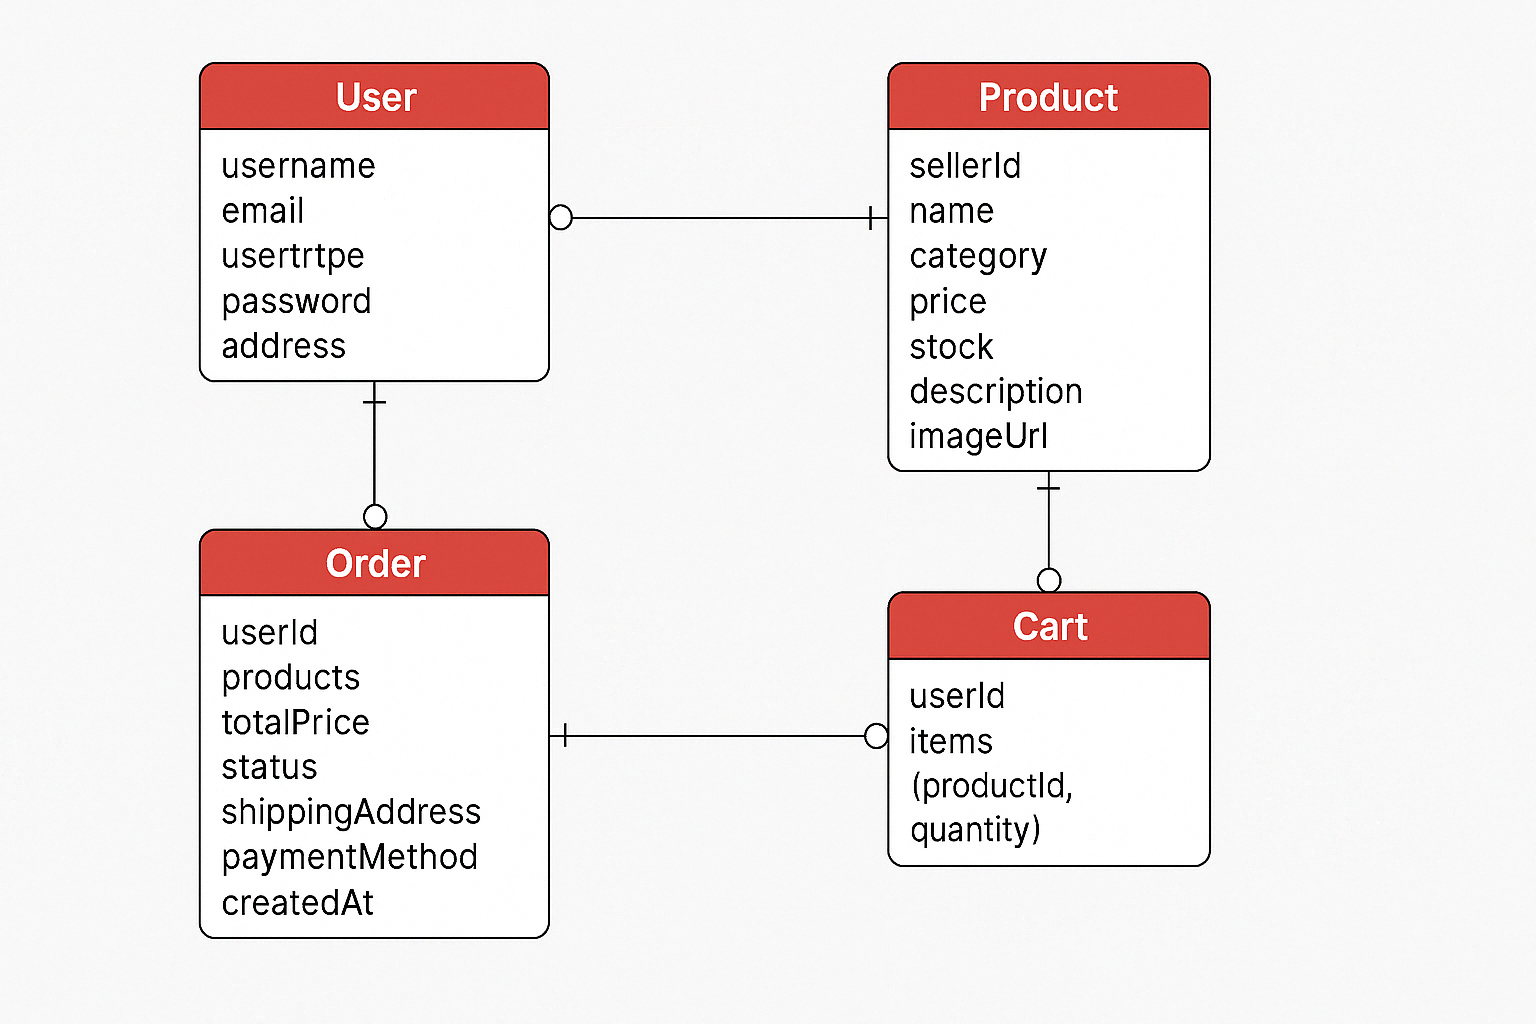 User
username
email
usertrtpe
password
address
Product
sellerId
name
category
price
stock
description
imageUrl
Order
userId
products
totalPrice
status
shippingAddress
paymentMethod
createdAt
Cart
userId
items
(productId,
quantity)